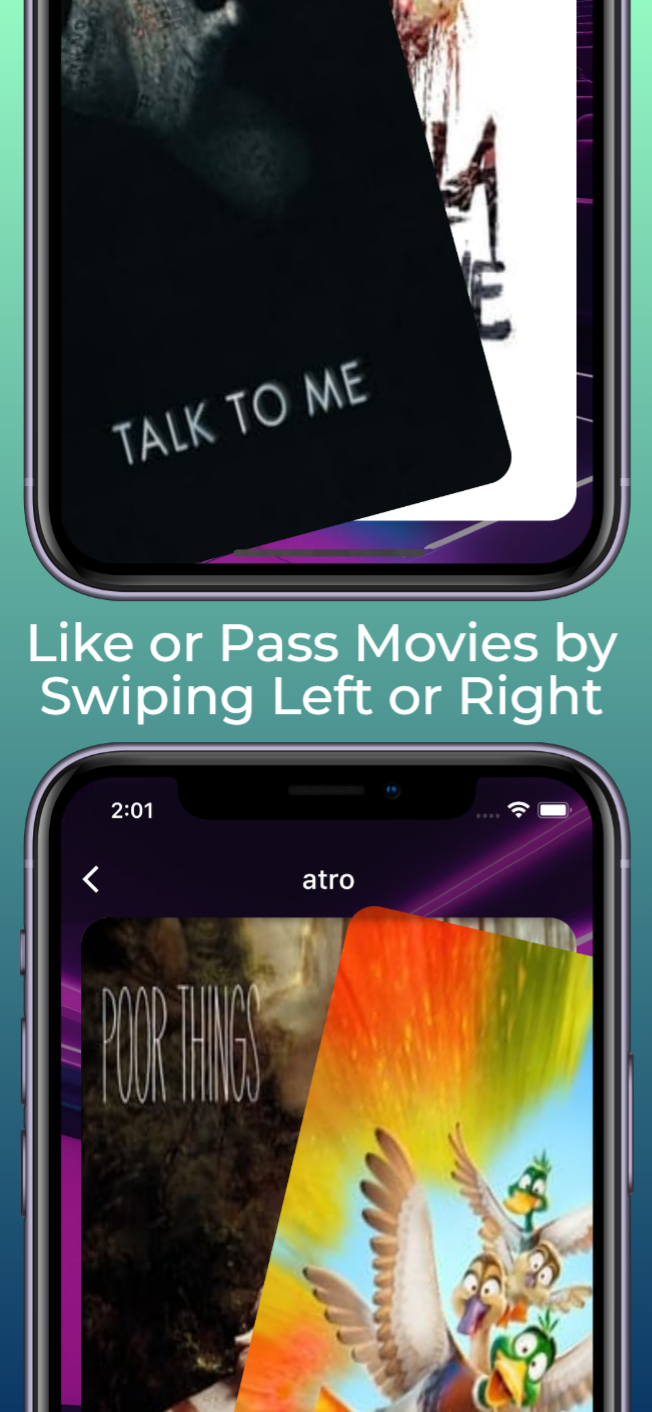 TALK TO ME
Like or Pass Movies by
Swiping Left or Right
2:01
atro
POOR THINGS